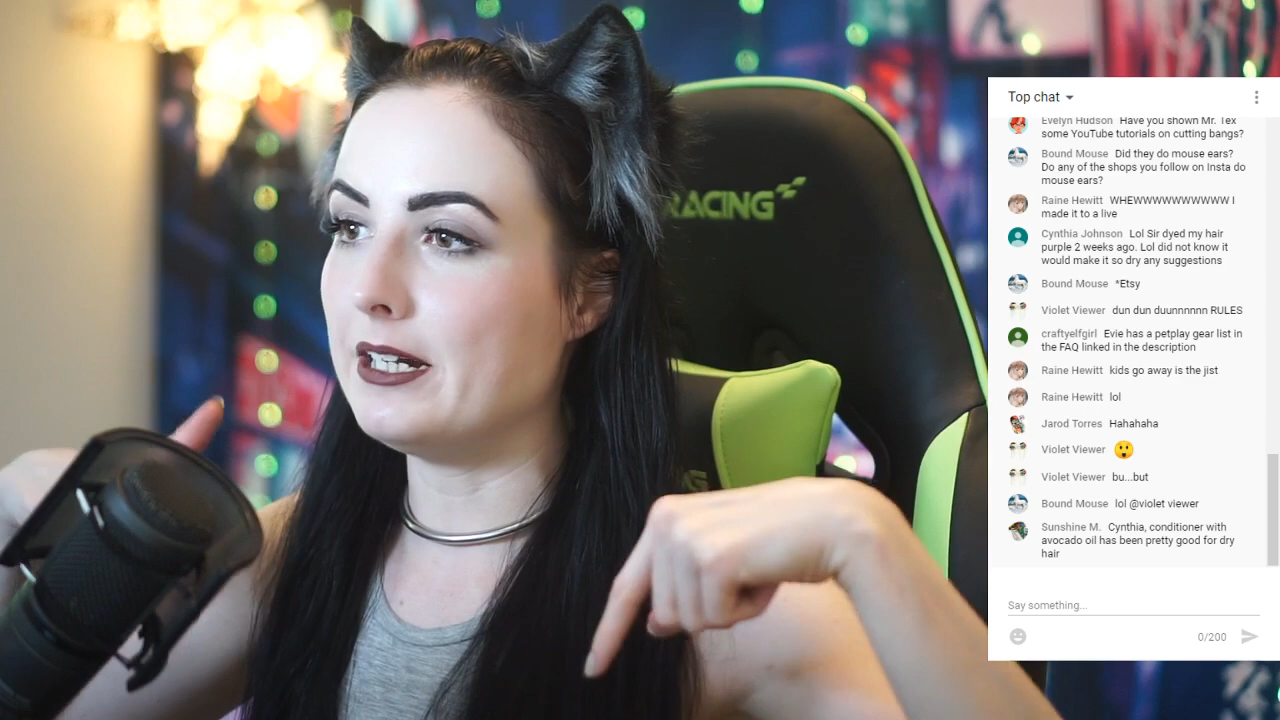 RACING
Top chat
Evelyn Hudson Have you shown Mr. Tex
some YouTube tutorials on cutting bangs?
Bound Mouse Did they do mouse ears?
Do any of the shops you follow on Insta do
mouse ears?
Raine Hewitt WHEWWWWWWWWWW I
made it to a live
Cynthia Johnson Lol Sir dyed my hair
purple 2 weeks ago. Lol did not know it
would make it so dry any suggestions
Bound Mouse *Etsy
Violet Viewer dun dun duunnnnnn RULES
craftyelfgirl Evie has a petplay gear list in
the FAQ linked in the description
Raine Hewitt kids go away is the jist
Raine Hewitt lol
Jarod Torres Hahahaha
Violet Viewer 😮
Violet Viewer bu...but
Bound Mouse lol @violet viewer
Sunshine M. Cynthia, conditioner with
avocado oil has been pretty good for dry
hair
Say something...
0/200